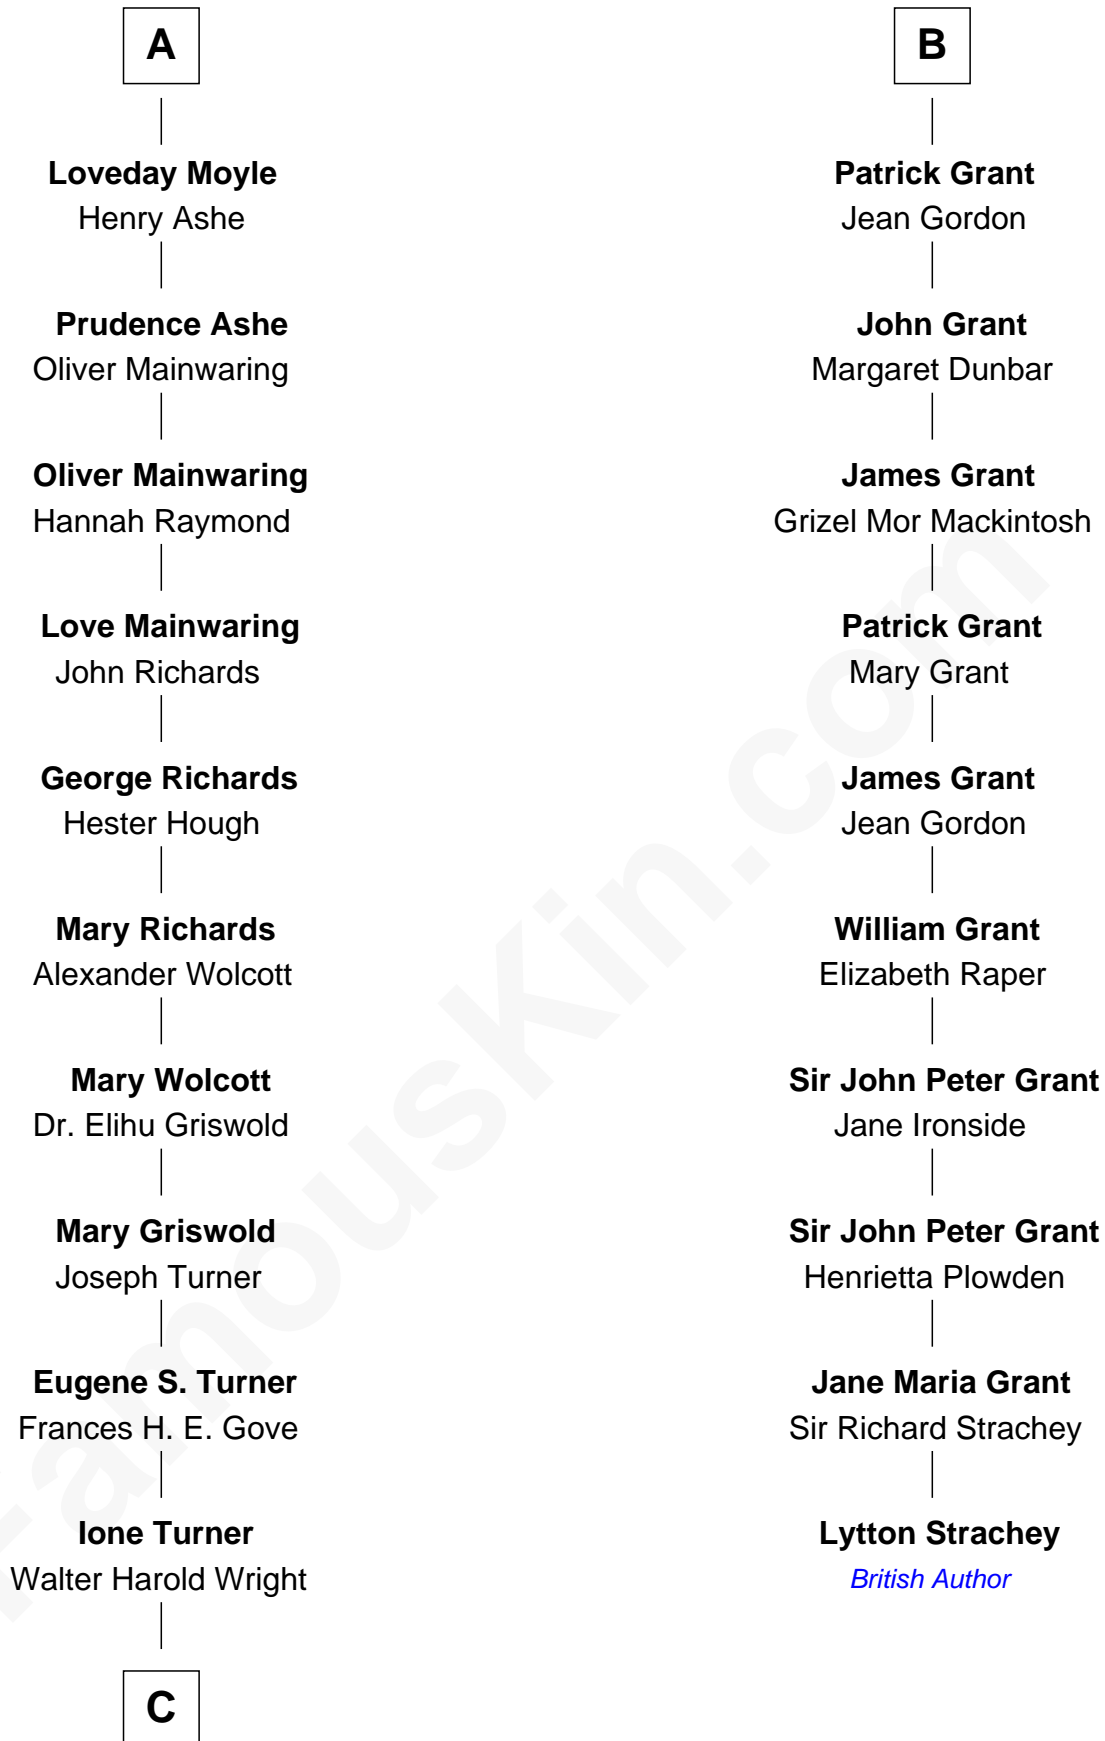 A
Loveday Moyle
Henry Ashe
Prudence Ashe
Oliver Mainwaring
Oliver Mainwaring
Hannah Raymond
Love Mainwaring
John Richards
George Richards
Hester Hough
Mary Richards
Alexander Wolcott
Mary Wolcott
Dr. Elihu Griswold
Mary Griswold
Joseph Turner
Eugene S. Turner
Frances H. E. Gove
Ione Turner
Walter Harold Wright
C
B
Patrick Grant
Jean Gordon
John Grant
Margaret Dunbar
James Grant
Grizel Mor Mackintosh
Patrick Grant
Mary Grant
James Grant
Jean Gordon
William Grant
Elizabeth Raper
Sir John Peter Grant
Jane Ironside
Sir John Peter Grant
Henrietta Plowden
Jane Maria Grant
Sir Richard Strachey
Lytton Strachey
British Author
FamousKin.com